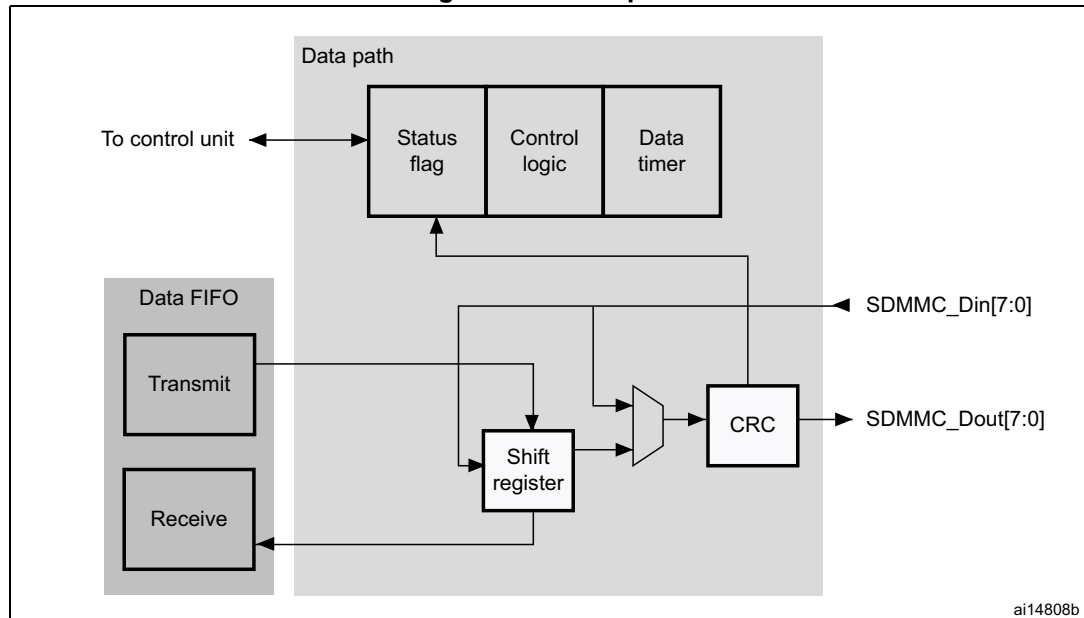 Data path
To control unit
Status
flag
Control
logic
Data
timer
Data FIFO
SDMMC_Din[7:0]
Transmit
CRC
SDMMC_Dout[7:0]
Shift
register
Receive
ai14808b